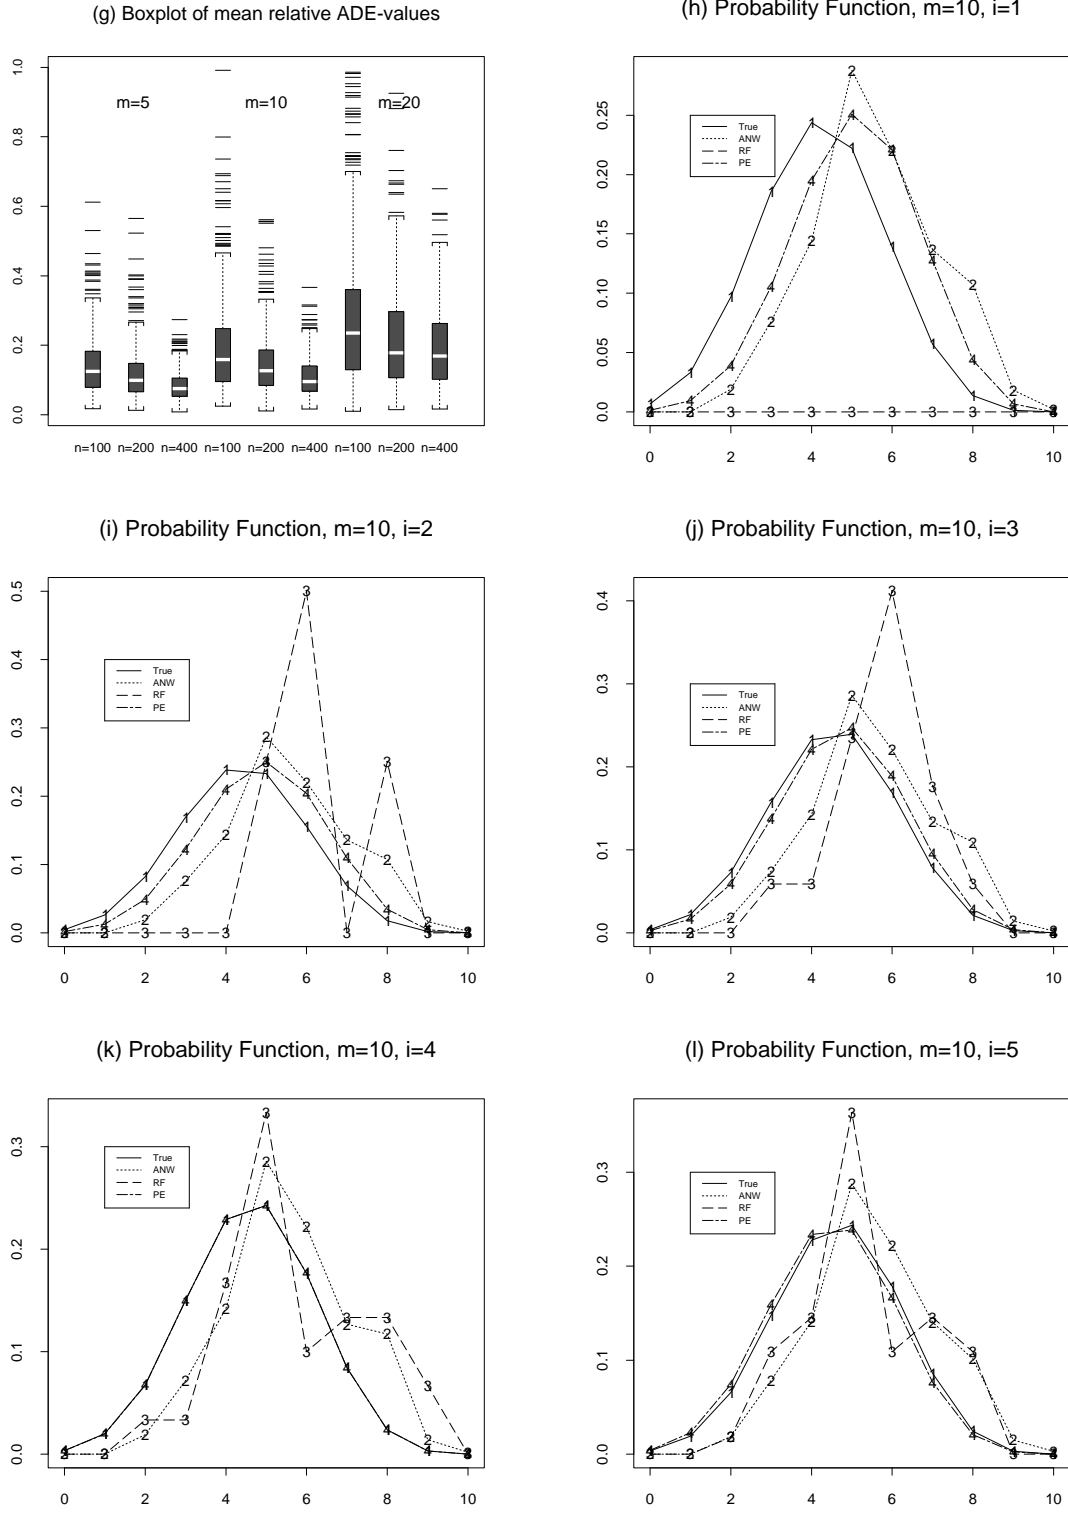 (g) Boxplot of mean relative ADE-values
0.0 0.2 0.4 0.6 0.8 1.0
m=5 m=10 m=20
n=100 n=200 n=400 n=100 n=200 n=400 n=100 n=200 n=400
(h) Probability Function, m=10, i=1
0.00 0.05 0.10 0.15 0.20 0.25
True
ANW
RF
PE
0 2 4 6 8 10
(i) Probability Function, m=10, i=2
0.0 0.1 0.2 0.3 0.4 0.5
True
ANW
RF
PE
0 2 4 6 8 10
(j) Probability Function, m=10, i=3
0.0 0.1 0.2 0.3 0.4
True
ANW
RF
PE
0 2 4 6 8 10
(k) Probability Function, m=10, i=4
0.0 0.1 0.2 0.3
True
ANW
RF
PE
0 2 4 6 8 10
(l) Probability Function, m=10, i=5
0.0 0.1 0.2 0.3
True
ANW
RF
PE
0 2 4 6 8 10